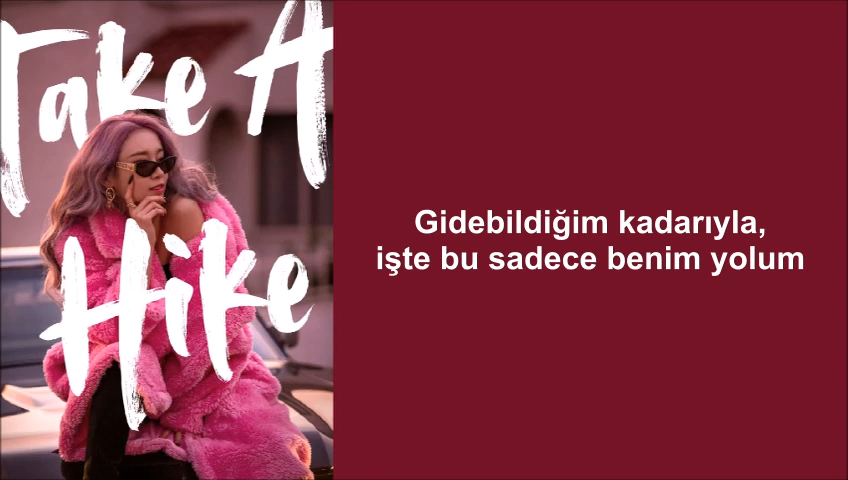 Take A
Hike
Gidebildiğim kadarıyla,
işte bu sadece benim yolum